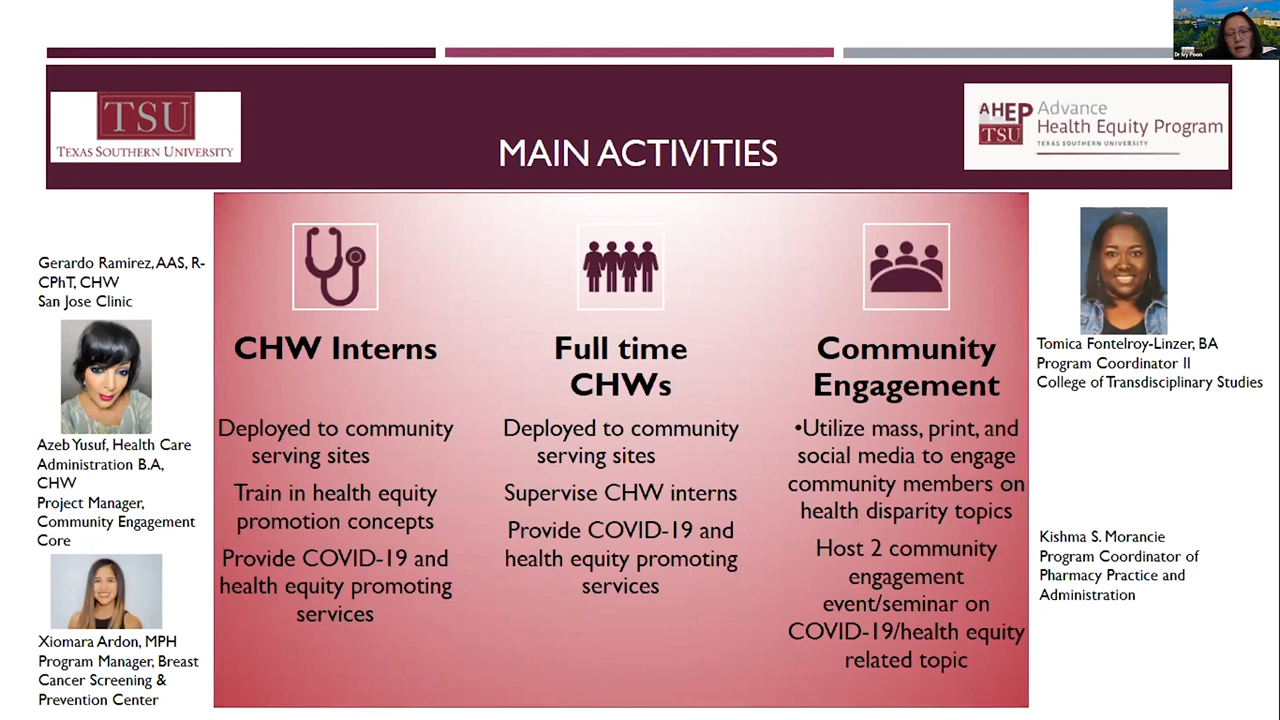 Dr Ivy Poon
TSU
TEXAS SOUTHERN UNIVERSITY
MAIN ACTIVITIES
AHEP
TSU
Advance
Health Equity Program
TEXAS SOUTHERN UNIVERSITY
Gerardo Ramirez, AAS, R-
CPhT, CHW
San Jose Clinic
Azeb Yusuf, Health Care
Administration B.A,
CHW
Project Manager,
Community Engagement
Core
Xiomara Ardon, MPH
Program Manager, Breast
Cancer Screening &
Prevention Center
CHW Interns
Deployed to community
serving sites
Train in health equity
promotion concepts
Provide COVID-19 and
health equity promoting
services
Full time
CHWs
Deployed to community
serving sites
Supervise CHW interns
Provide COVID-19 and
health equity promoting
services
Community
Engagement
•Utilize mass, print, and
social media to engage
community members on
health disparity topics
Host 2 community
engagement
event/seminar on
COVID-19/health equity
related topic
Tomica Fontelroy-Linzer, BA
Program Coordinator II
College of Transdisciplinary Studies
Kishma S. Morancie
Program Coordinator of
Pharmacy Practice and
Administration